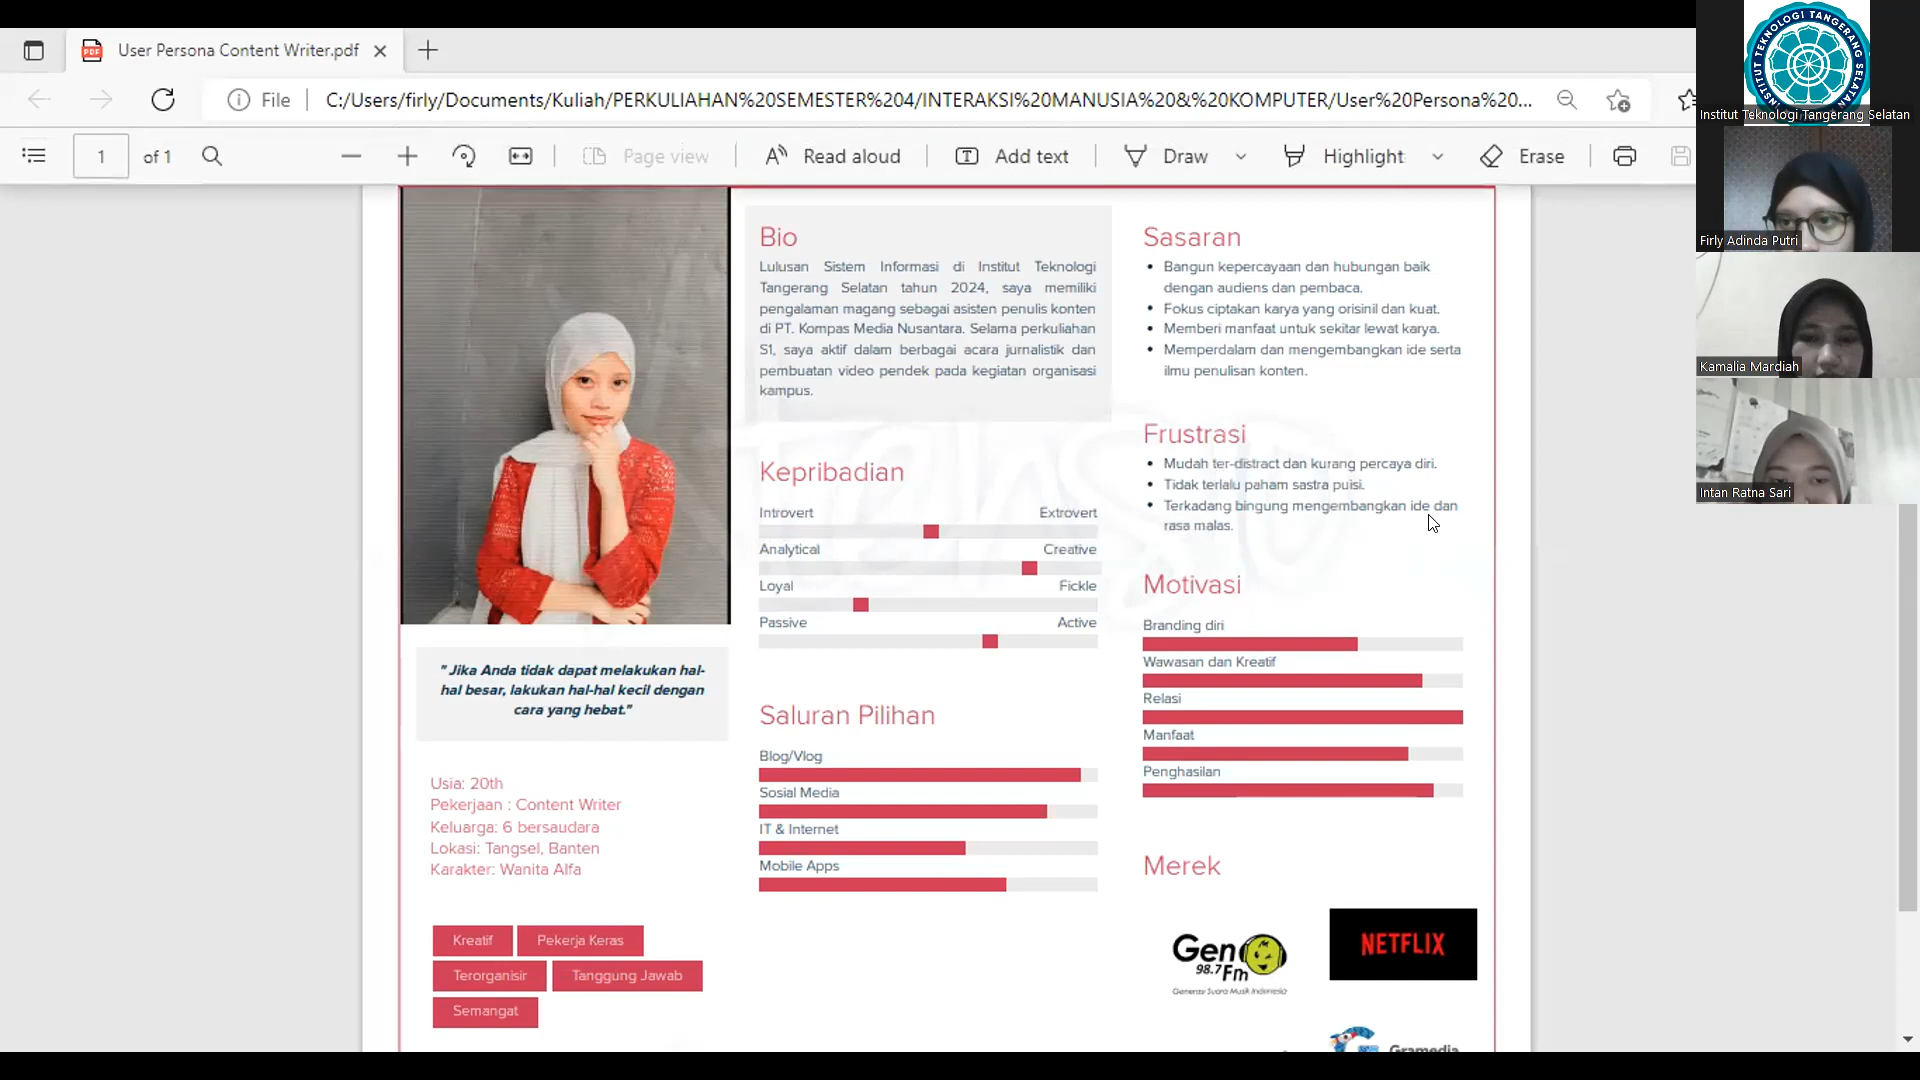 User Persona Content Writer.pdf
File
C:/Users/firly/Documents/Kuliah/PERKULIAHAN%20SEMESTER%204/INTERAKSI%20MANUSIA%20&%20KOMPUTER/User%20Persona%20...
1
of 1
Page view
Read aloud
Add text
Draw
Highlight
Erase
" Jika Anda tidak dapat melakukan hal-
hal besar, lakukan hal-hal kecil dengan
cara yang hebat."
Usia: 20th
Pekerjaan : Content Writer
Keluarga: 6 bersaudara
Lokasi: Tangsel, Banten
Karakter: Wanita Alfa
Kreatif
Pekerja Keras
Terorganisir
Tanggung Jawab
Semangat
Bio
Lulusan Sistem Informasi di Institut Teknologi
Tangerang Selatan tahun 2024, saya memiliki
pengalaman magang sebagai asisten penulis konten
di PT. Kompas Media Nusantara. Selama perkuliahan
S1, saya aktif dalam berbagai acara jurnalistik dan
pembuatan video pendek pada kegiatan organisasi
kampus.
Kepribadian
Introvert Extrovert
Analytical Creative
Loyal Fickle
Passive Active
Saluran Pilihan
Blog/Vlog
Sosial Media
IT & Internet
Mobile Apps
Sasaran
• Bangun kepercayaan dan hubungan baik
dengan audiens dan pembaca.
• Fokus ciptakan karya yang orisinil dan kuat.
• Memberi manfaat untuk sekitar lewat karya.
• Memperdalam dan mengembangkan ide serta
ilmu penulisan konten.
Frustrasi
• Mudah ter-distract dan kurang percaya diri.
• Tidak terlalu paham sastra puisi.
• Terkadang bingung mengembangkan ide dan
rasa malas.
Motivasi
Branding diri
Wawasan dan Kreatif
Relasi
Manfaat
Penghasilan
Merek
Gen
98.7 Fm
Generasi Suara Musik Indonesia
NETFLIX
Gramedia
INSTITUT TEKNOLOGI TANGERANG SELATAN
Institut Teknologi Tangerang Selatan
Firly Adinda Putri
Kamalia Mardiah
Intan Ratna Sari